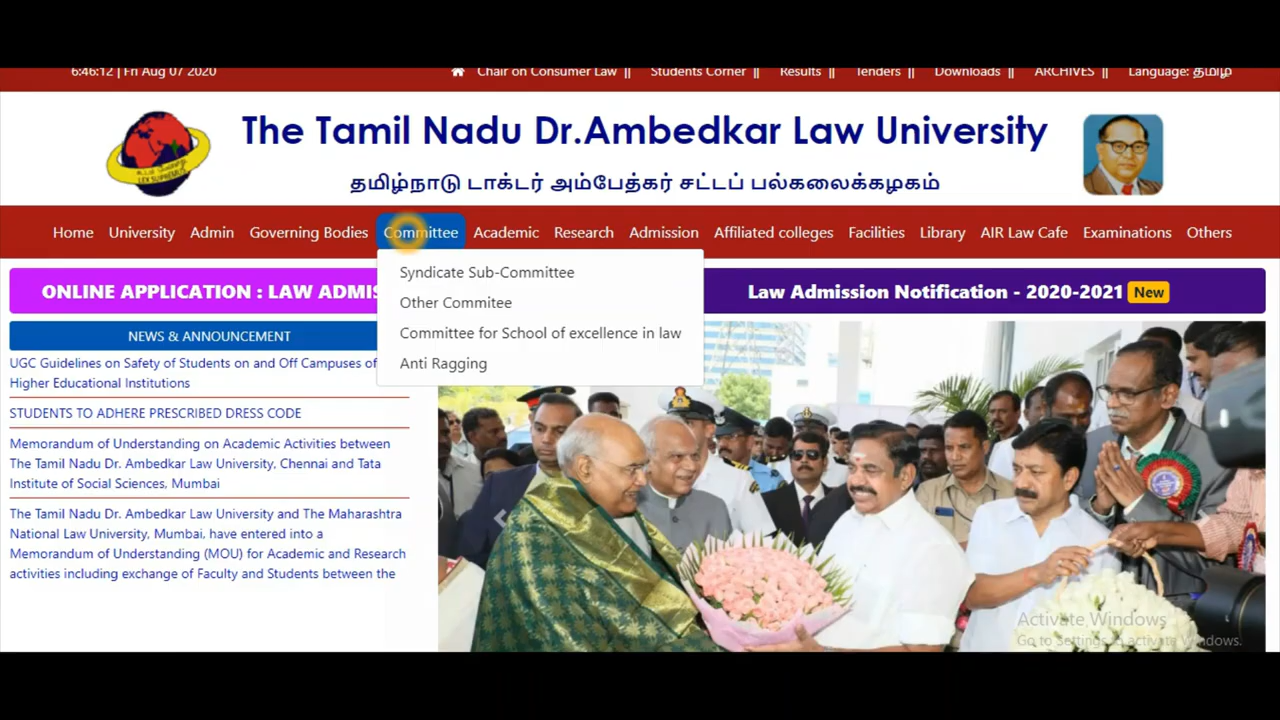 6:46:12 | Fri Aug 07 2020
Chair on Consumer Law ||
Students Corner ||
Results ||
Tenders ||
Downloads ||
ARCHIVES ||
Language: தமிழ்
The Tamil Nadu Dr.Ambedkar Law University
தமிழ்நாடு டாக்டர் அம்பேத்கர் சட்டப் பல்கலைக்கழகம்
Home
University
Admin
Governing Bodies
Committee
Academic
Research
Admission
Affiliated colleges
Facilities
Library
AIR Law Cafe
Examinations
Others
Syndicate Sub-Committee
Other Commitee
Committee for School of excellence in law
Anti Ragging
ONLINE APPLICATION : LAW ADMIS
Law Admission Notification - 2020-2021 New
NEWS & ANNOUNCEMENT
UGC Guidelines on Safety of Students on and Off Campuses of
Higher Educational Institutions
STUDENTS TO ADHERE PRESCRIBED DRESS CODE
Memorandum of Understanding on Academic Activities between
The Tamil Nadu Dr. Ambedkar Law University, Chennai and Tata
Institute of Social Sciences, Mumbai
The Tamil Nadu Dr. Ambedkar Law University and The Maharashtra
National Law University, Mumbai, have entered into a
Memorandum of Understanding (MOU) for Academic and Research
activities including exchange of Faculty and Students between the
Activate Windows
Go to Settings to activate Windows.